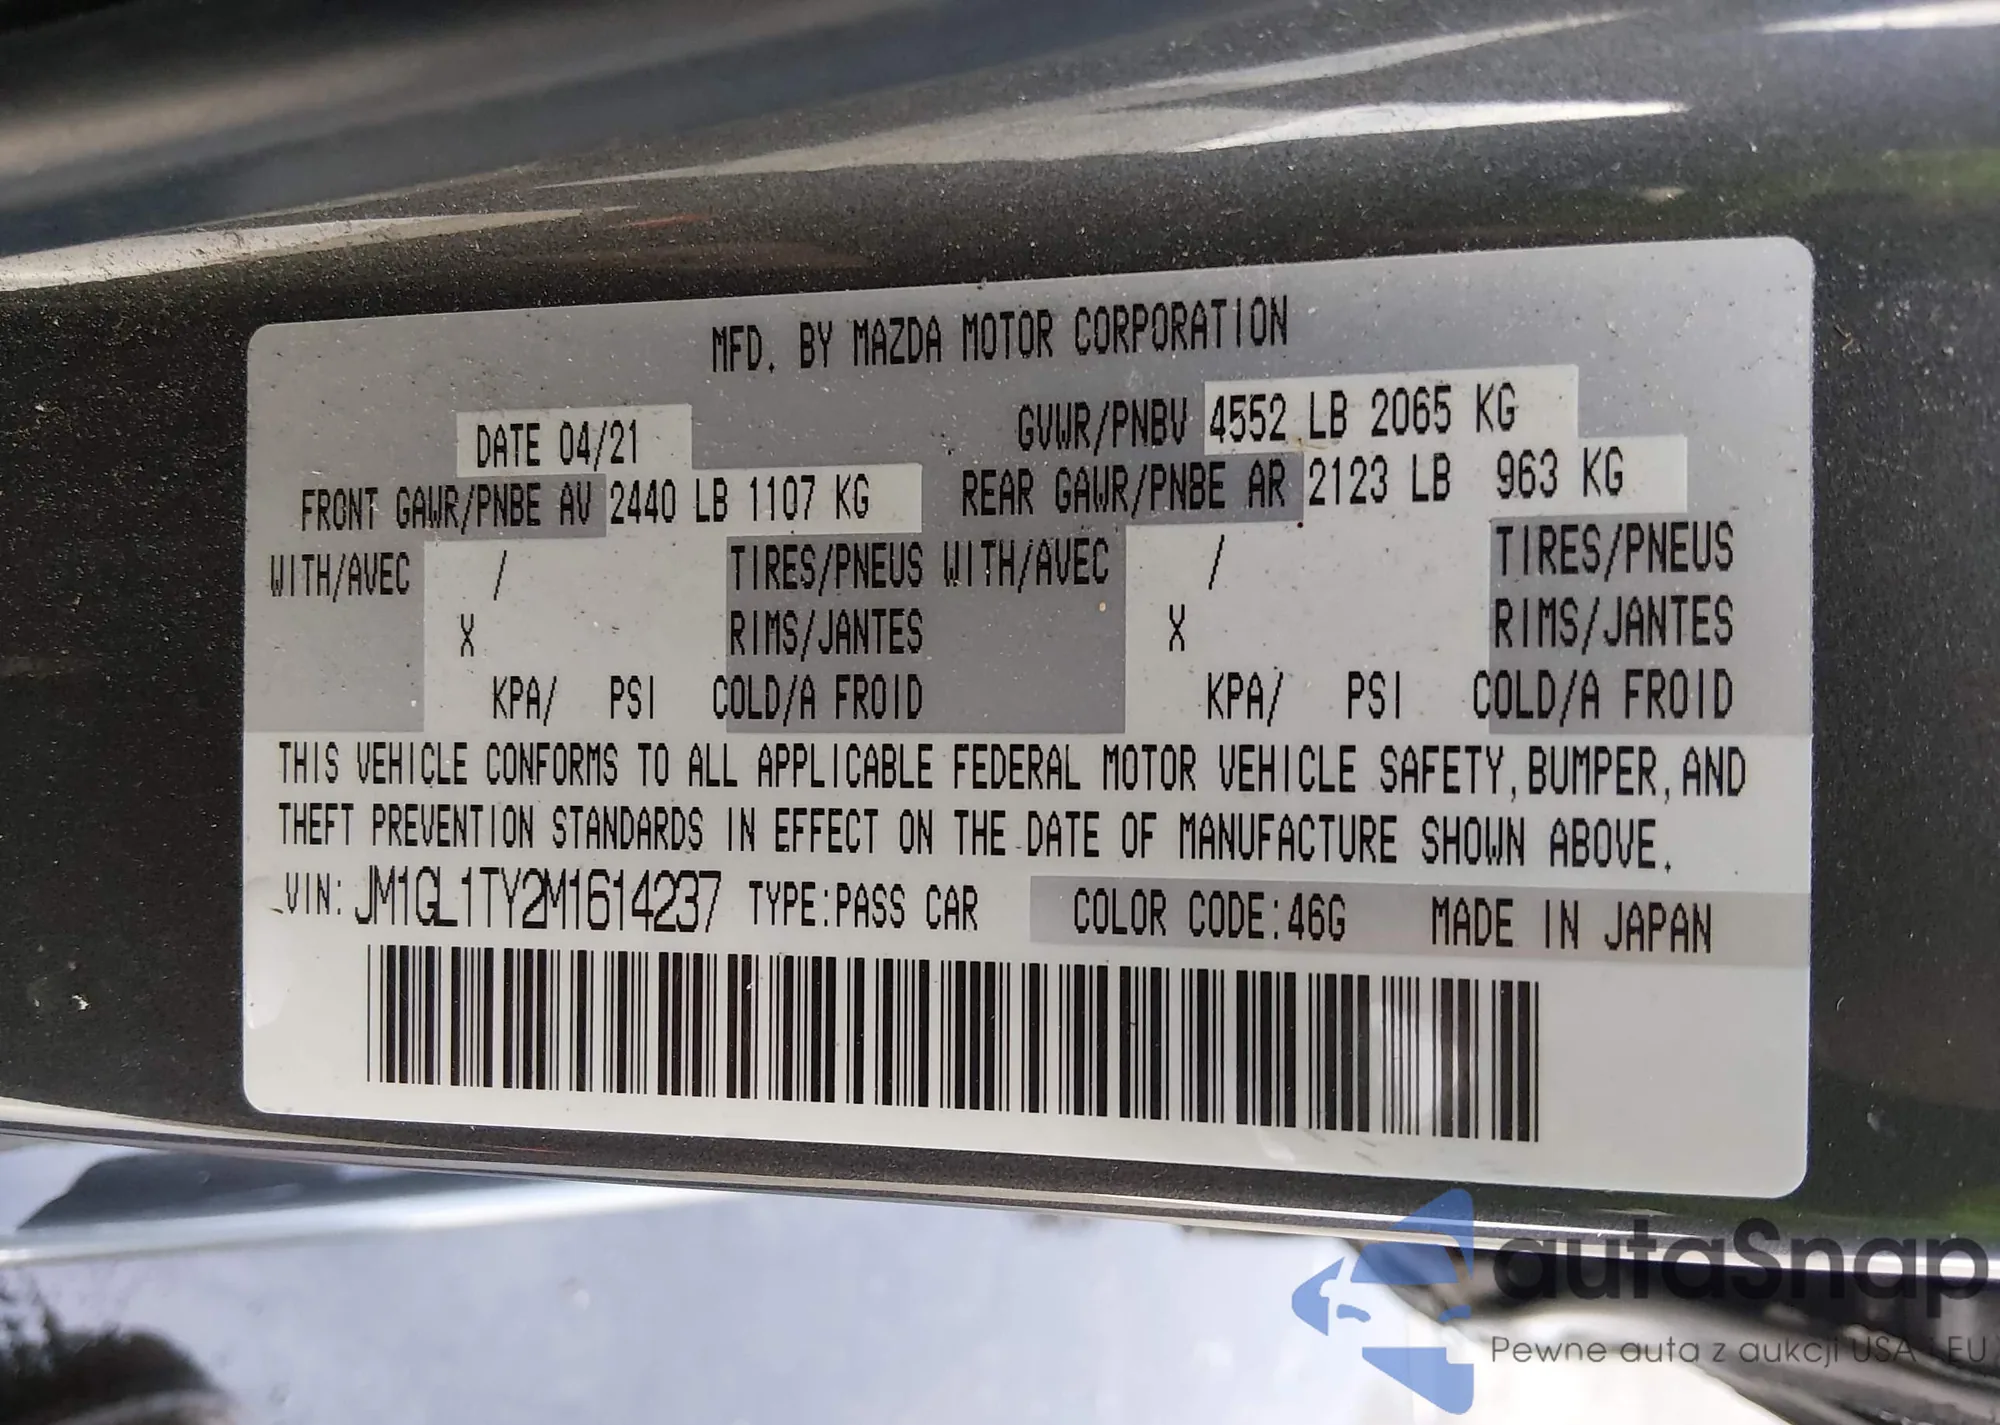 MFD. BY MAZDA MOTOR CORPORATION
DATE 04/21 GVWR/PNBV 4552 LB 2065 KG
FRONT GAWR/PNBE AV 2440 LB 1107 KG REAR GAWR/PNBE AR 2123 LB 963 KG
WITH/AVEC / TIRES/PNEUS WITH/AVEC / TIRES/PNEUS
X RIMS/JANTES X RIMS/JANTES
KPA/ PSI COLD/A FROID KPA/ PSI COLD/A FROID
THIS VEHICLE CONFORMS TO ALL APPLICABLE FEDERAL MOTOR VEHICLE SAFETY, BUMPER, AND
THEFT PREVENTION STANDARDS IN EFFECT ON THE DATE OF MANUFACTURE SHOWN ABOVE.
VIN: JM1GL1TY2M1614237 TYPE:PASS CAR COLOR CODE:46G MADE IN JAPAN
autaSnap
Pewne auta z aukcji USA i EU